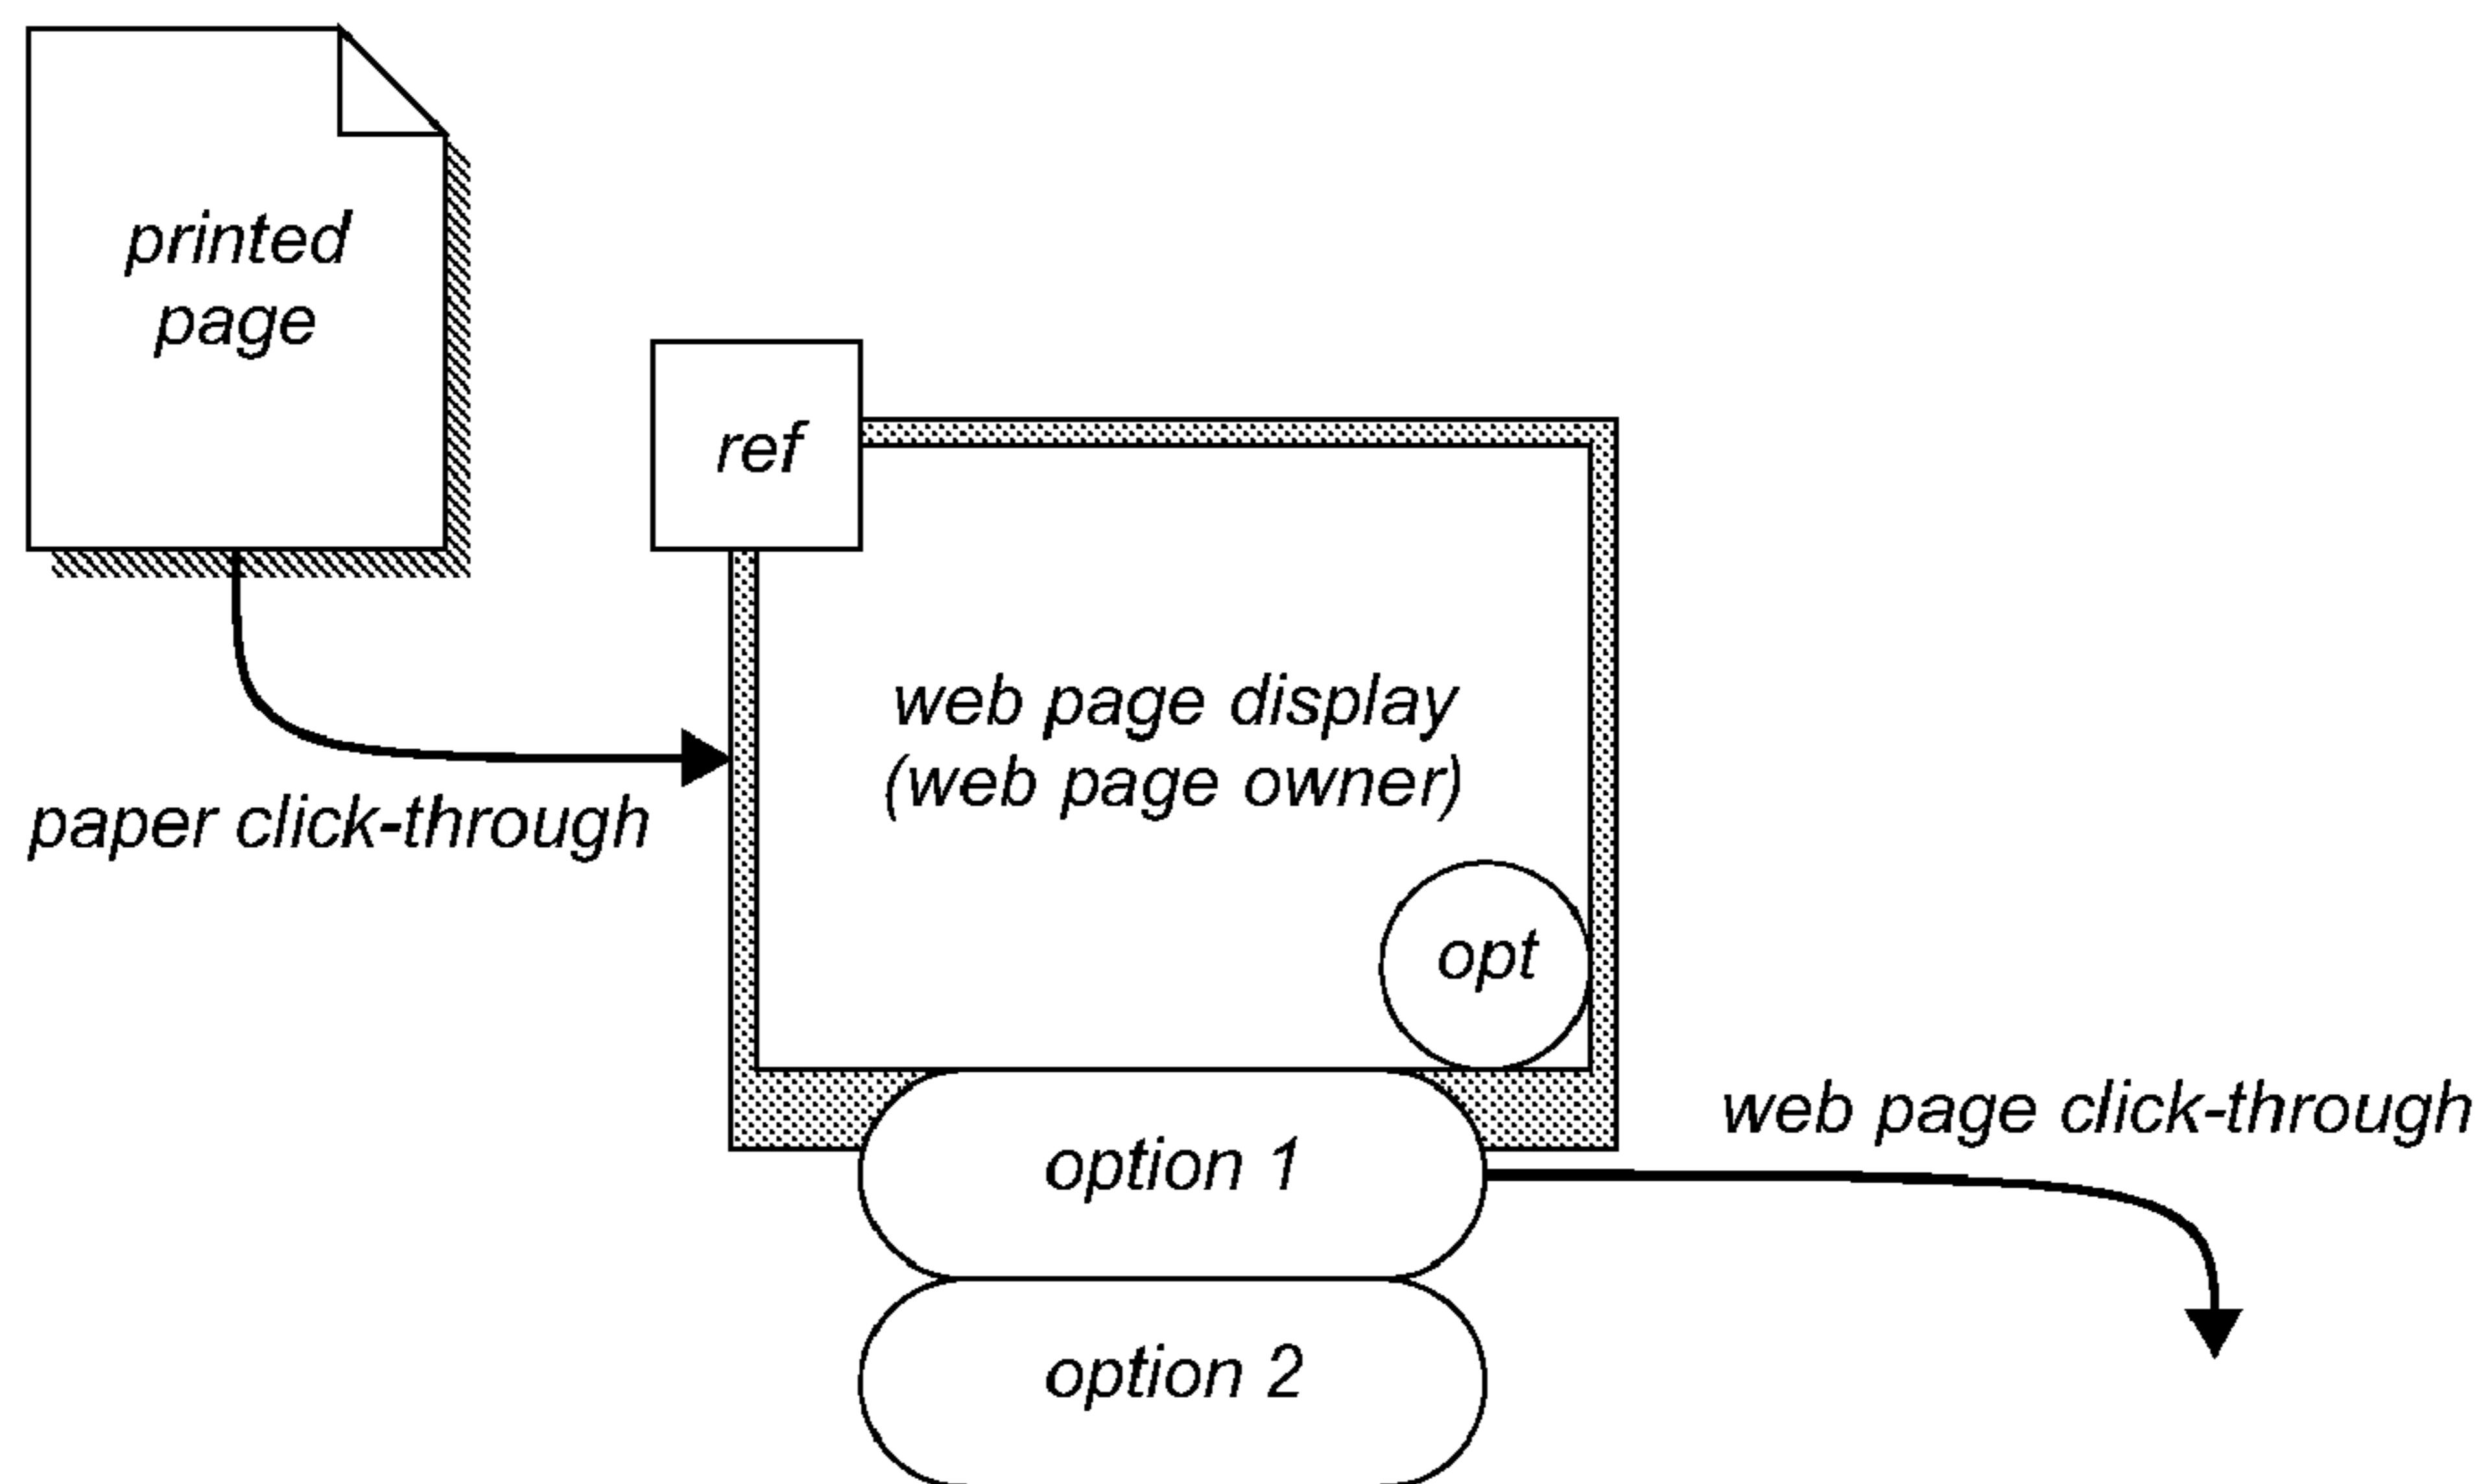 printed
page
ref
web page display
(web page owner)
paper click-through
opt
web page click-through
option 1
option 2